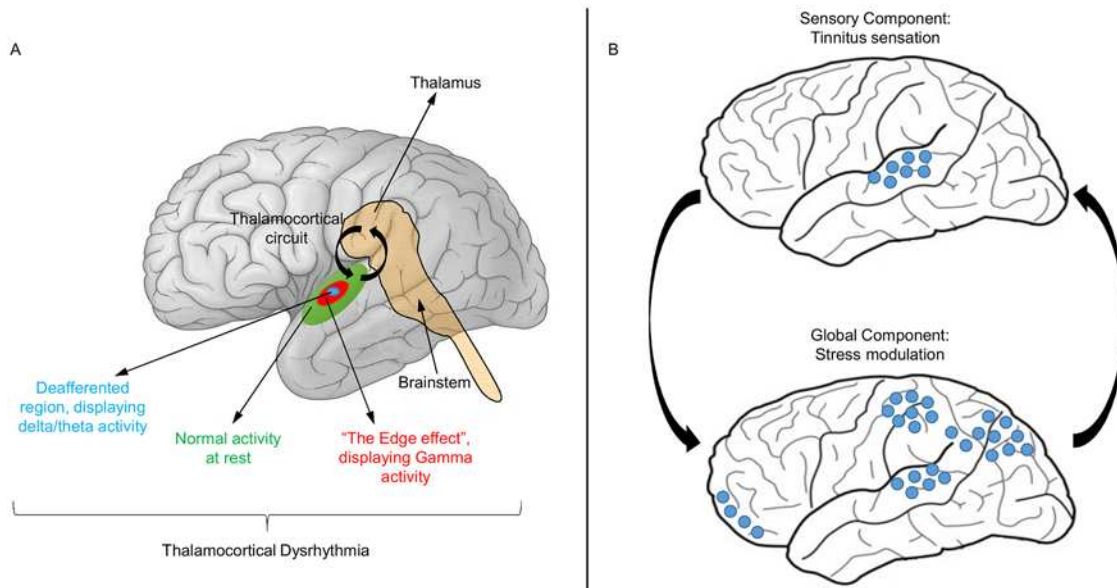 A
Thalamus
Thalamocortical
circuit
Brainstem
Deafferented
region, displaying
delta/theta activity
Normal activity
at rest
“The Edge effect”,
displaying Gamma
activity
Thalamocortical Dysrhythmia
B
Sensory Component:
Tinnitus sensation
Global Component:
Stress modulation